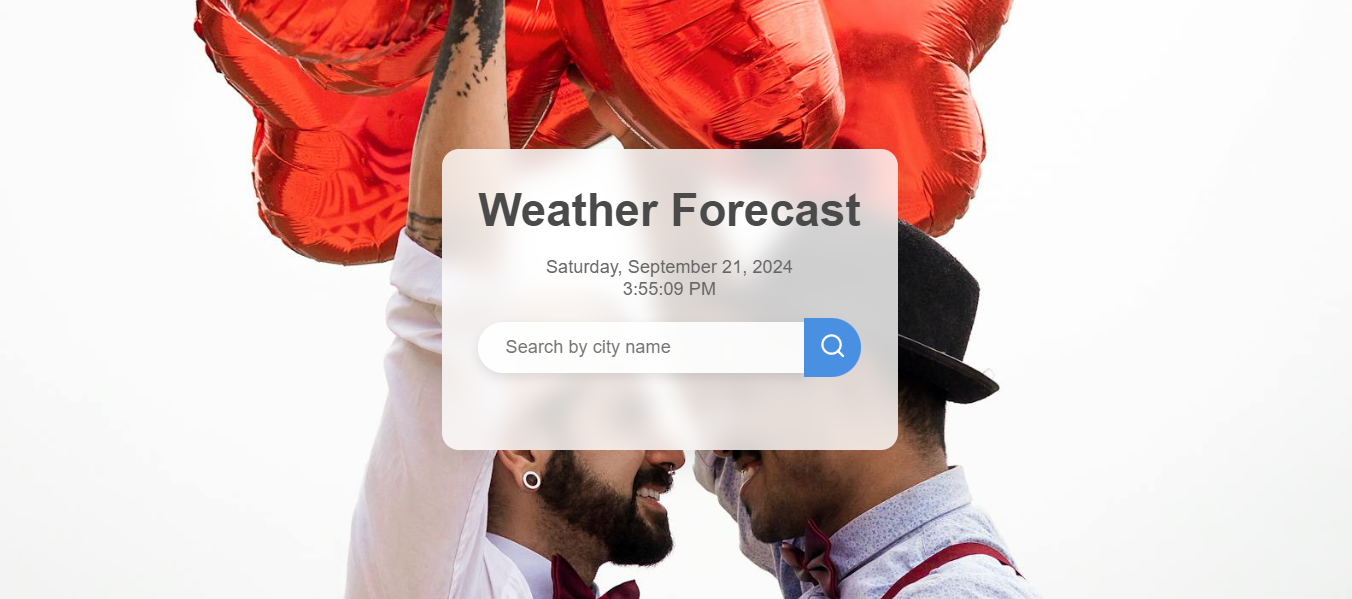 Weather Forecast
Saturday, September 21, 2024
3:55:09 PM
Search by city name